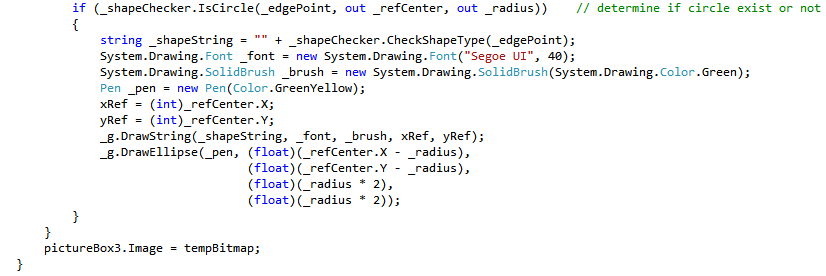 if (_shapeChecker.IsCircle(_edgePoint, out _refCenter, out _radius))    // determine if circle exist or not
{
string _shapeString = "" + _shapeChecker.CheckShapeType(_edgePoint);
System.Drawing.Font _font = new System.Drawing.Font("Segoe UI", 40);
System.Drawing.SolidBrush _brush = new System.Drawing.SolidBrush(System.Drawing.Color.Green);
Pen _pen = new Pen(Color.GreenYellow);
xRef = (int)_refCenter.X;
yRef = (int)_refCenter.Y;
_g.DrawString(_shapeString, _font, _brush, xRef, yRef);
_g.DrawEllipse(_pen, (float)(_refCenter.X - _radius),
(float)(_refCenter.Y - _radius),
(float)(_radius * 2),
(float)(_radius * 2));
}
}
pictureBox3.Image = tempBitmap;
}